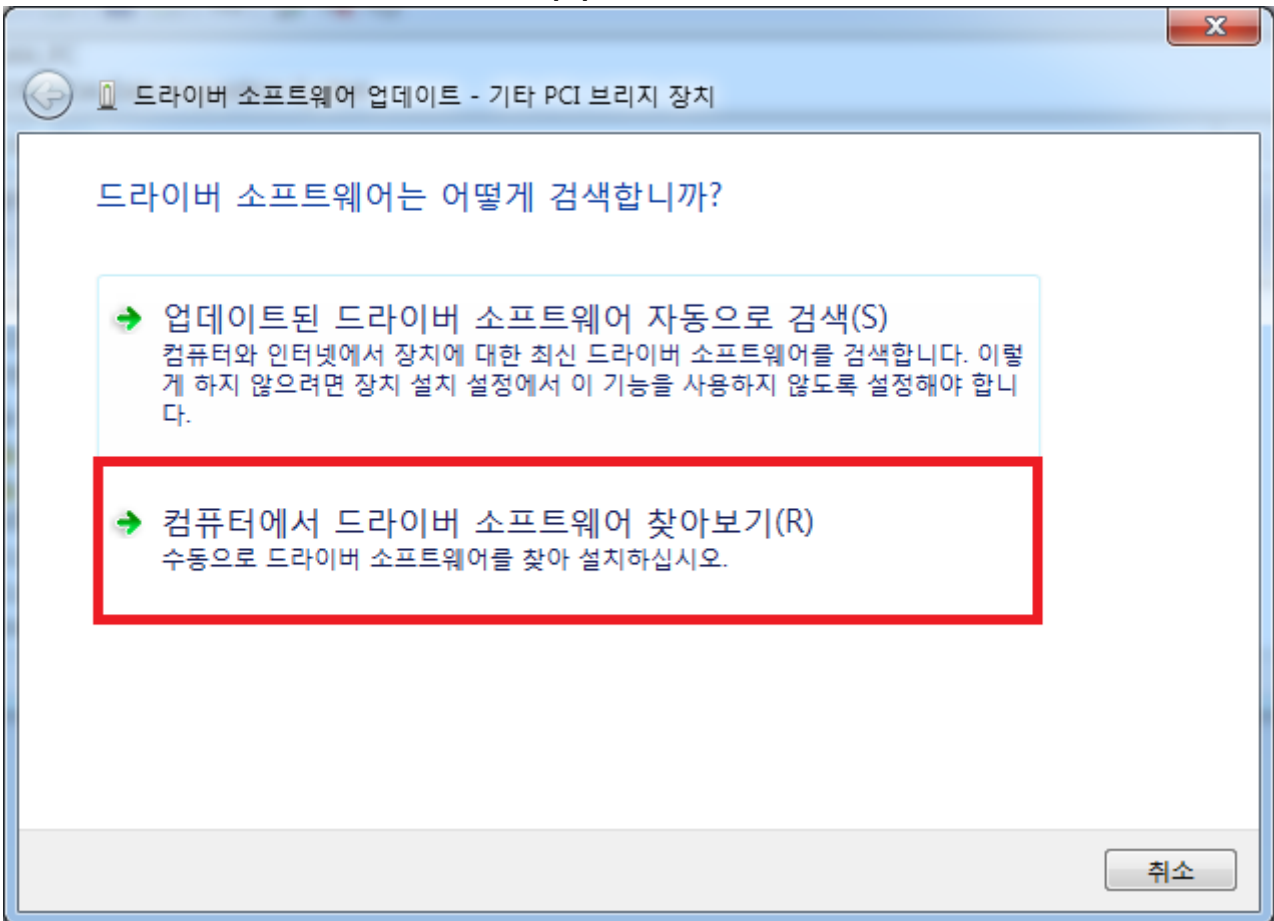 드라이버 소프트웨어 업데이트 - 기타 PCI 브리지 장치
드라이버 소프트웨어는 어떻게 검색합니까?
업데이트된 드라이버 소프트웨어 자동으로 검색(S)
컴퓨터와 인터넷에서 장치에 대한 최신 드라이버 소프트웨어를 검색합니다. 이렇
게 하지 않으려면 장치 설치 설정에서 이 기능을 사용하지 않도록 설정해야 합니
다.
컴퓨터에서 드라이버 소프트웨어 찾아보기(R)
수동으로 드라이버 소프트웨어를 찾아 설치하십시오.
취소